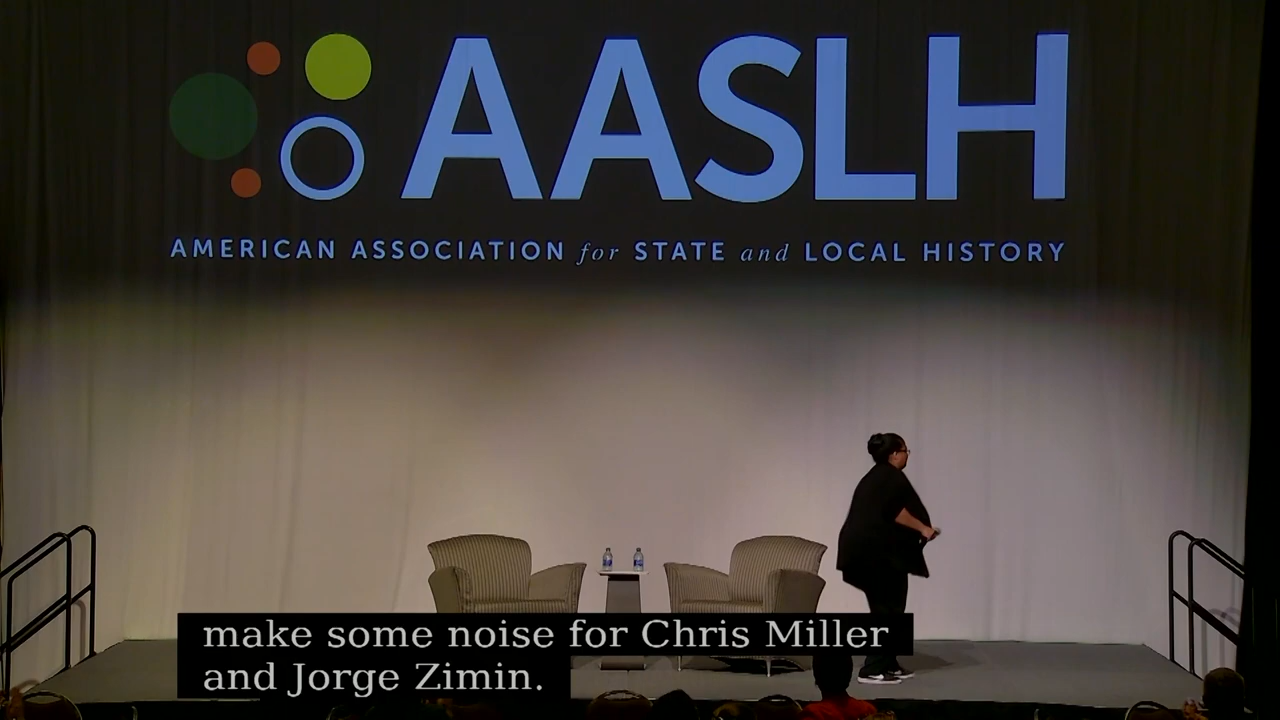 AASLH
AMERICAN ASSOCIATION for STATE and LOCAL HISTORY
make some noise for Chris Miller
and Jorge Zimin.